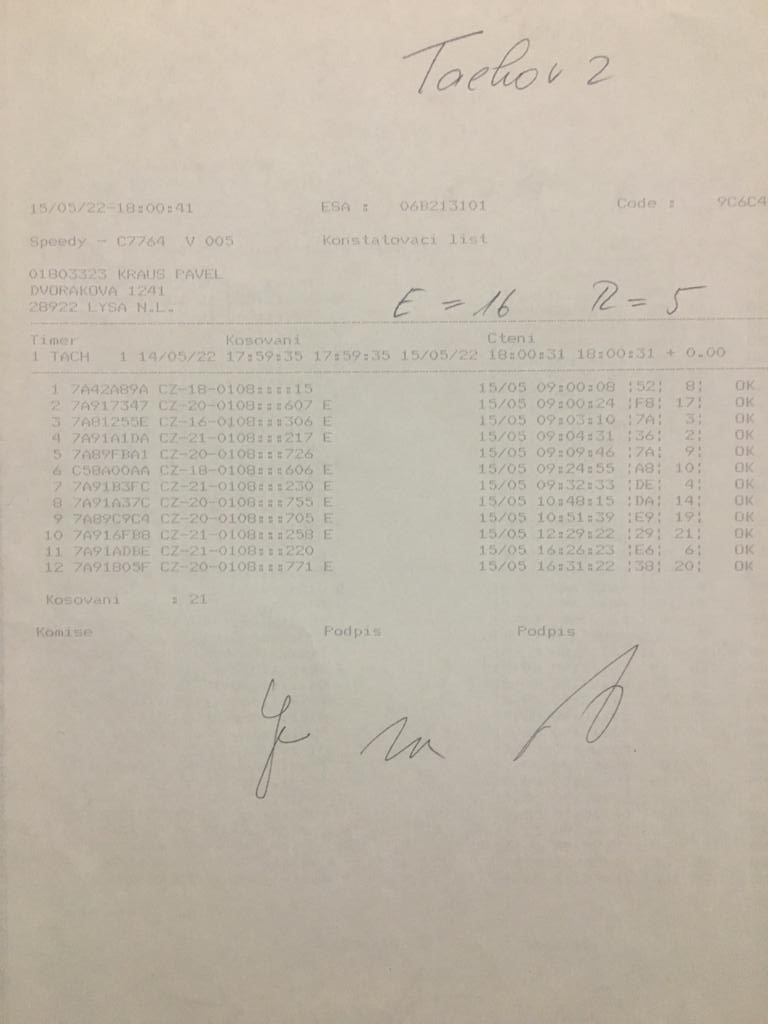 Tachov 2
15/05/22-18:00:41 ESA : 06B213101 Code : 9C6C4
Speedy - C7764 V 005 Konstatovaci list
01803323 KRAUS PAVEL
DVORAKOVA 1241
28922 LYSA N.L.
E = 16 R = 5
Timer Kosovani Cteni
1 TACH 1 14/05/22 17:59:35 17:59:35 15/05/22 18:00:31 18:00:31 + 0.00
1 7A42A89A CZ-18-0108::::15 15/05 09:00:08 ¦52¦ 8¦ OK
2 7A917347 CZ-20-0108:::607 E 15/05 09:00:24 ¦F8¦ 17¦ OK
3 7A81255E CZ-16-0108:::306 E 15/05 09:03:10 ¦7A¦ 3¦ OK
4 7A91A1DA CZ-21-0108:::217 E 15/05 09:04:31 ¦36¦ 2¦ OK
5 7A89FBA1 CZ-20-0108:::726 15/05 09:09:46 ¦7A¦ 9¦ OK
6 C58A00AA CZ-18-0108:::606 E 15/05 09:24:55 ¦A8¦ 10¦ OK
7 7A91B3FC CZ-21-0108:::230 E 15/05 09:32:33 ¦DE¦ 4¦ OK
8 7A91A37C CZ-20-0108:::755 E 15/05 10:48:15 ¦DA¦ 14¦ OK
9 7A89C9C4 CZ-20-0108:::705 E 15/05 10:51:39 ¦E9¦ 19¦ OK
10 7A916FB8 CZ-21-0108:::258 E 15/05 12:29:22 ¦29¦ 21¦ OK
11 7A91ADBE CZ-21-0108:::220 15/05 16:26:23 ¦E6¦ 6¦ OK
12 7A91805F CZ-20-0108:::771 E 15/05 16:31:22 ¦38¦ 20¦ OK
Kosovani : 21
Komise Podpis Podpis